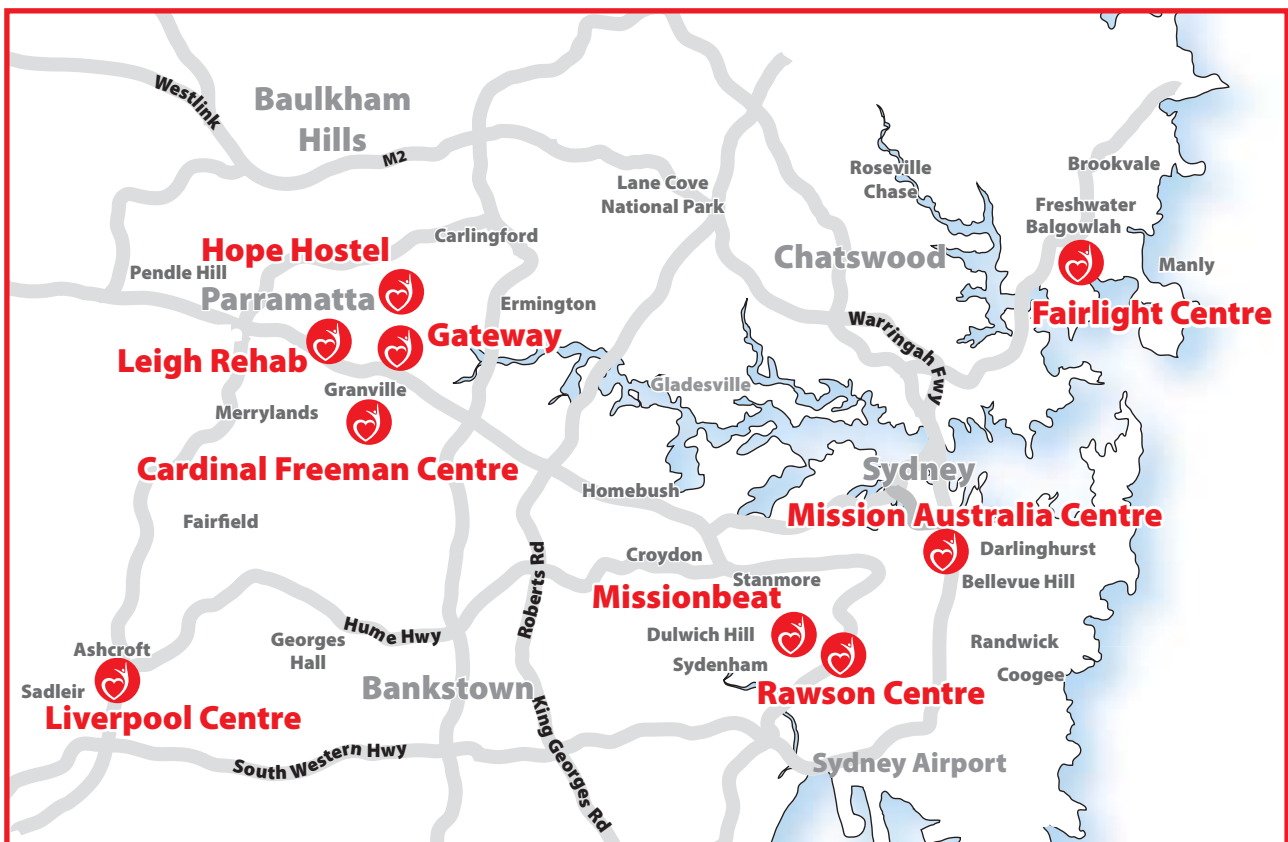 Westlink
Baulkham
Hills
M2
Roseville
Chase
Brookvale
Lane Cove
National Park
Freshwater
Balgowlah
Carlingford
Hope Hostel
Pendle Hill
Chatswood
Manly
Parramatta
Ermington
Fairlight Centre
Warringah Fwy
Gateway
Leigh Rehab
Granville
Gladesville
Merrylands
Cardinal Freeman Centre
Sydney
Homebush
Mission Australia Centre
Fairfield
Croydon
Darlinghurst
Stanmore
Bellevue Hill
Roberts Rd
Missionbeat
Hume Hwy
Georges
Hall
Dulwich Hill
Randwick
Ashcroft
Sydenham
Coogee
Sadleir
Bankstown
Rawson Centre
Liverpool Centre
King Georges Rd
South Western Hwy
Sydney Airport